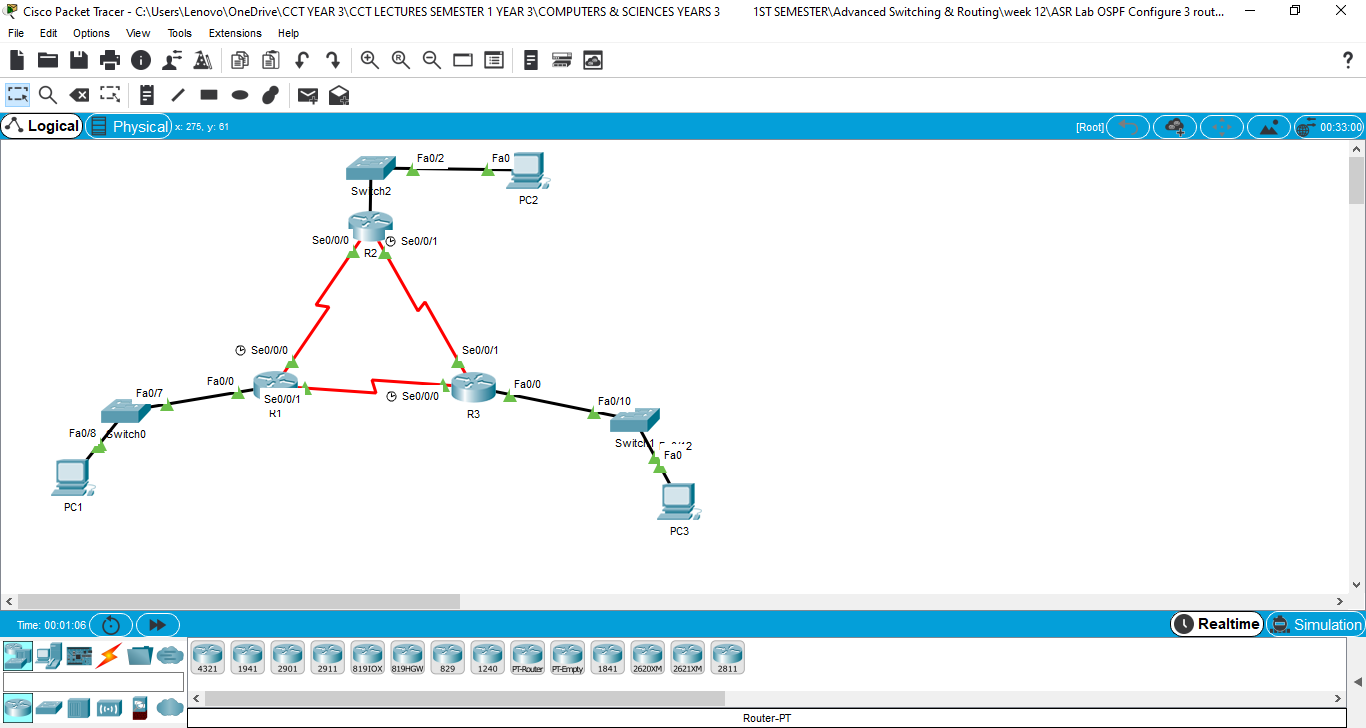 Cisco Packet Tracer - C:\Users\Lenovo\OneDrive\CCT YEAR 3\CCT LECTURES SEMESTER 1 YEAR 3\COMPUTERS & SCIENCES YEARS 3 1ST SEMESTER\Advanced Switching & Routing\week 12\ASR Lab OSPF Configure 3 rout...
File Edit Options View Tools Extensions Help
Logical Physical x: 275, y: 61 [Root] 00:33:00
Fa0/2 Fa0
Switch2
PC2
Se0/0/0 Se0/0/1
R2
Se0/0/0 Se0/0/1
Fa0/0 Fa0/0
Fa0/7 Se0/0/1 Se0/0/0 Fa0/10
R1 R3
Fa0/8 Switch0 Switch1
Fa0
PC1
PC3
Time: 00:01:06 Realtime Simulation
4321 1941 2901 2911 819IOX 819HGW 829 1240 PT-Router PT-Empty 1841 2620XM 2621XM 2811
Router-PT